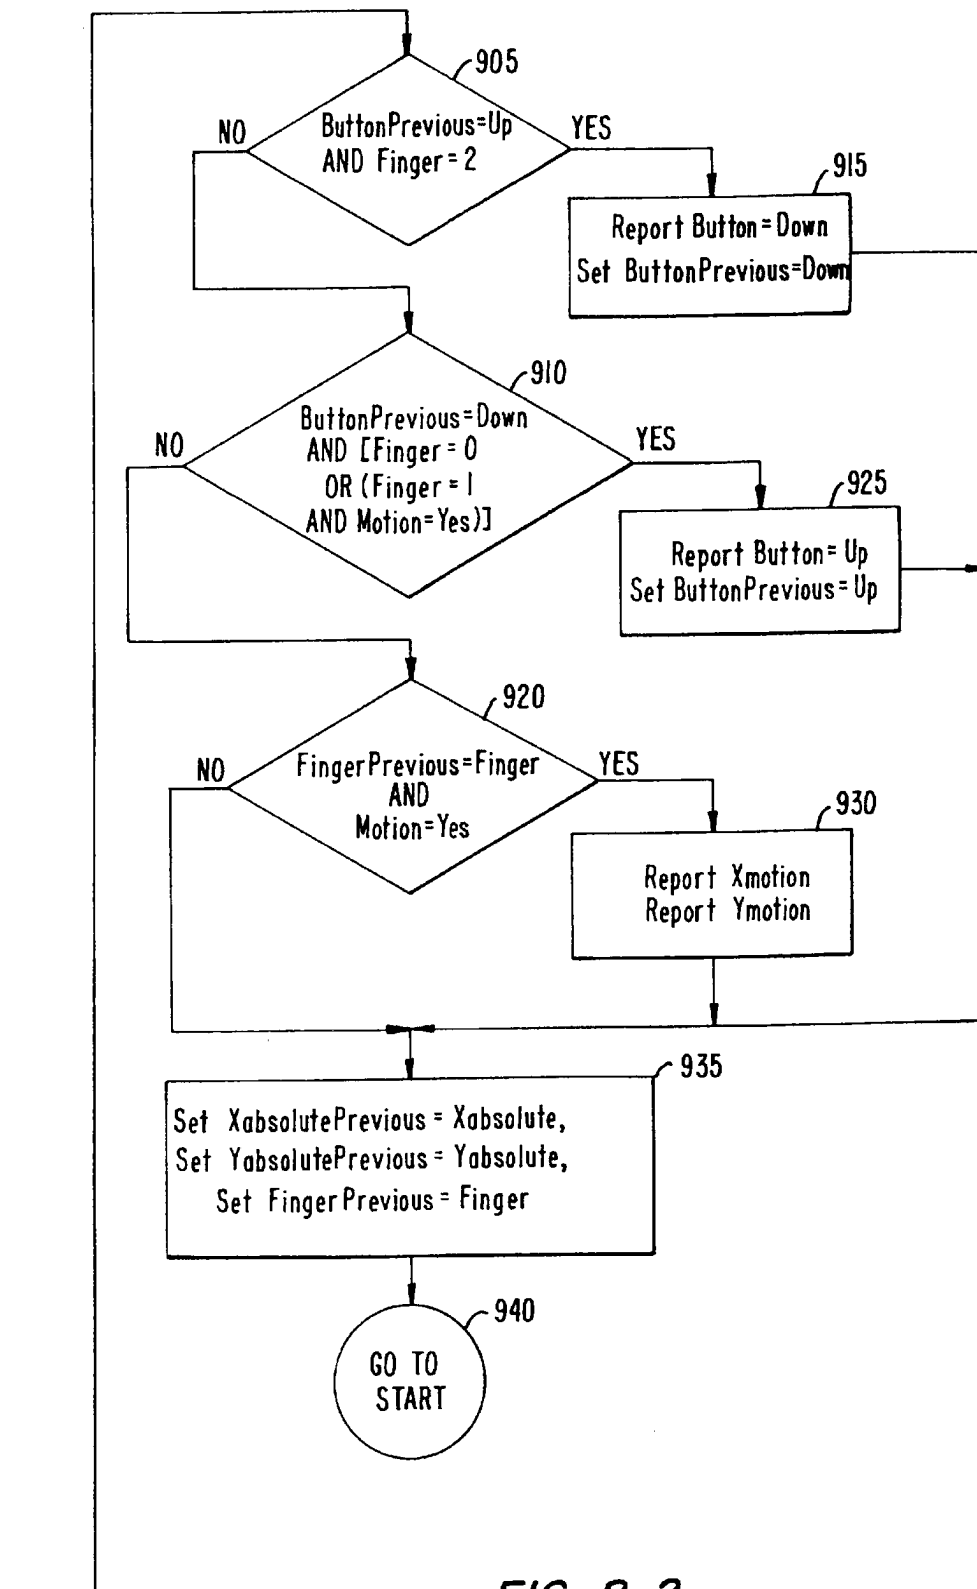 905
ButtonPrevious=Up
AND Finger=2
NO
YES
915
Report Button=Down
Set ButtonPrevious=Down
910
ButtonPrevious=Down
AND [Finger=0
OR (Finger=1
AND Motion=Yes)]
NO
YES
925
Report Button=Up
Set ButtonPrevious=Up
920
FingerPrevious=Finger
AND
Motion=Yes
NO
YES
930
Report Xmotion
Report Ymotion
935
Set XabsolutePrevious=Xabsolute,
Set YabsolutePrevious=Yabsolute,
Set FingerPrevious=Finger
940
GO TO
START